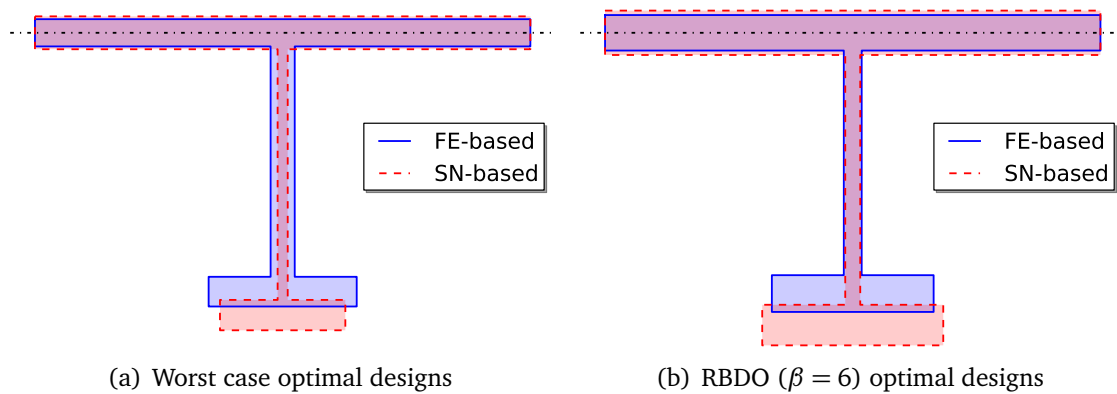 FE-based
SN-based
FE-based
SN-based
(a) Worst case optimal designs
(b) RBDO (β = 6) optimal designs